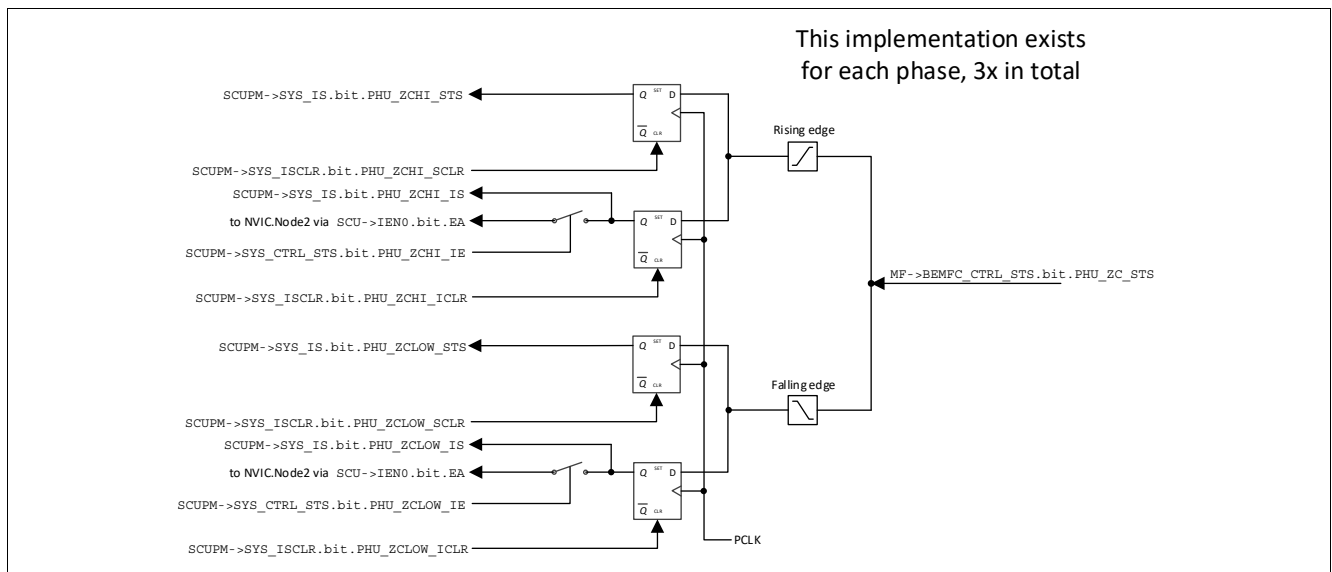 This implementation exists
for each phase, 3x in total
SCUPM->SYS_IS.bit.PHU_ZCHI_STS
Q SET D
Q CLR
Rising edge
SCUPM->SYS_ISCLR.bit.PHU_ZCHI_SCLR
SCUPM->SYS_IS.bit.PHU_ZCHI_IS
to NVIC.Node2 via SCU->IEN0.bit.EA
Q SET D
SCUPM->SYS_CTRL_STS.bit.PHU_ZCHI_IE
Q CLR
MF->BEMFC_CTRL_STS.bit.PHU_ZC_STS
SCUPM->SYS_ISCLR.bit.PHU_ZCHI_ICLR
SCUPM->SYS_IS.bit.PHU_ZCLOW_STS
Q SET D
Q CLR
Falling edge
SCUPM->SYS_ISCLR.bit.PHU_ZCLOW_SCLR
SCUPM->SYS_IS.bit.PHU_ZCLOW_IS
to NVIC.Node2 via SCU->IEN0.bit.EA
Q SET D
SCUPM->SYS_CTRL_STS.bit.PHU_ZCLOW_IE
Q CLR
PCLK
SCUPM->SYS_ISCLR.bit.PHU_ZCLOW_ICLR